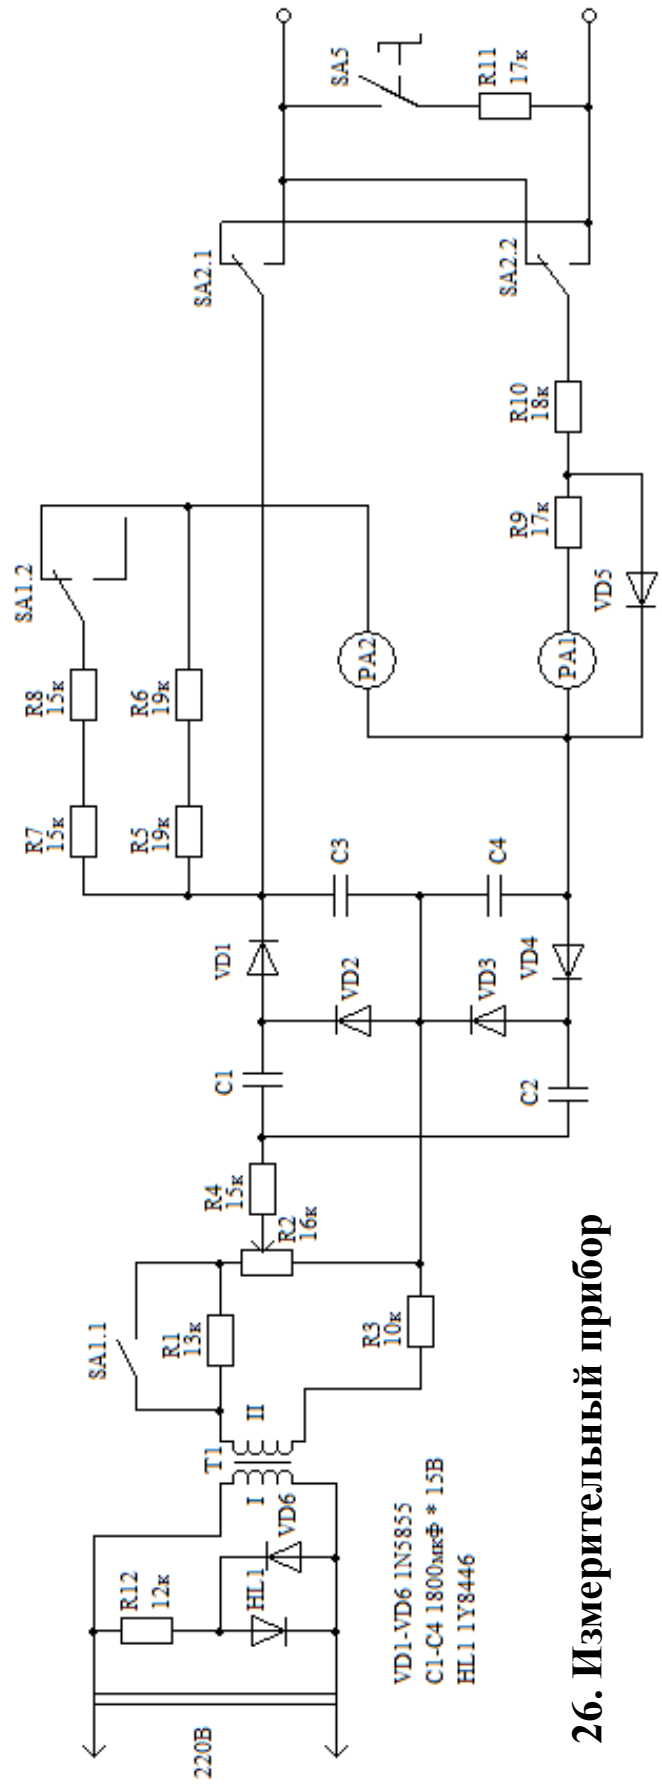 220В
R12
12к
HL1
VD6
I
T1
II
SA1.1
R1
13к
R2
16к
R3
10к
R4
15к
C1
C2
VD1
VD2
VD3
VD4
C3
C4
R7
15к
R8
15к
SA1.2
R5
19к
R6
19к
PA2
PA1
R9
17к
VD5
R10
18к
SA2.1
SA2.2
SA5
R11
17к
VD1-VD6 1N5855
C1-C4 1800мкФ * 15В
HL1 1Y8446
26. Измерительный прибор